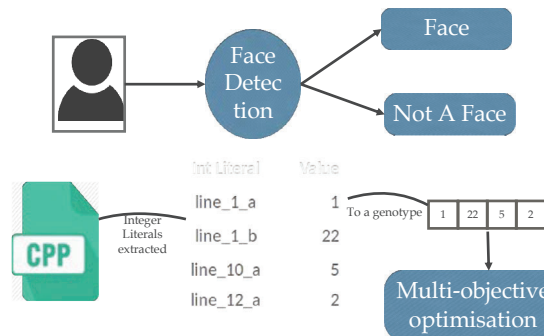 Face
Detec
tion
Face
Not A Face
Int Literal Value
line_1_a 1
line_1_b 22
line_10_a 5
line_12_a 2
CPP
Integer
Literals
extracted
To a genotype
1 22 5 2
Multi-objective
optimisation